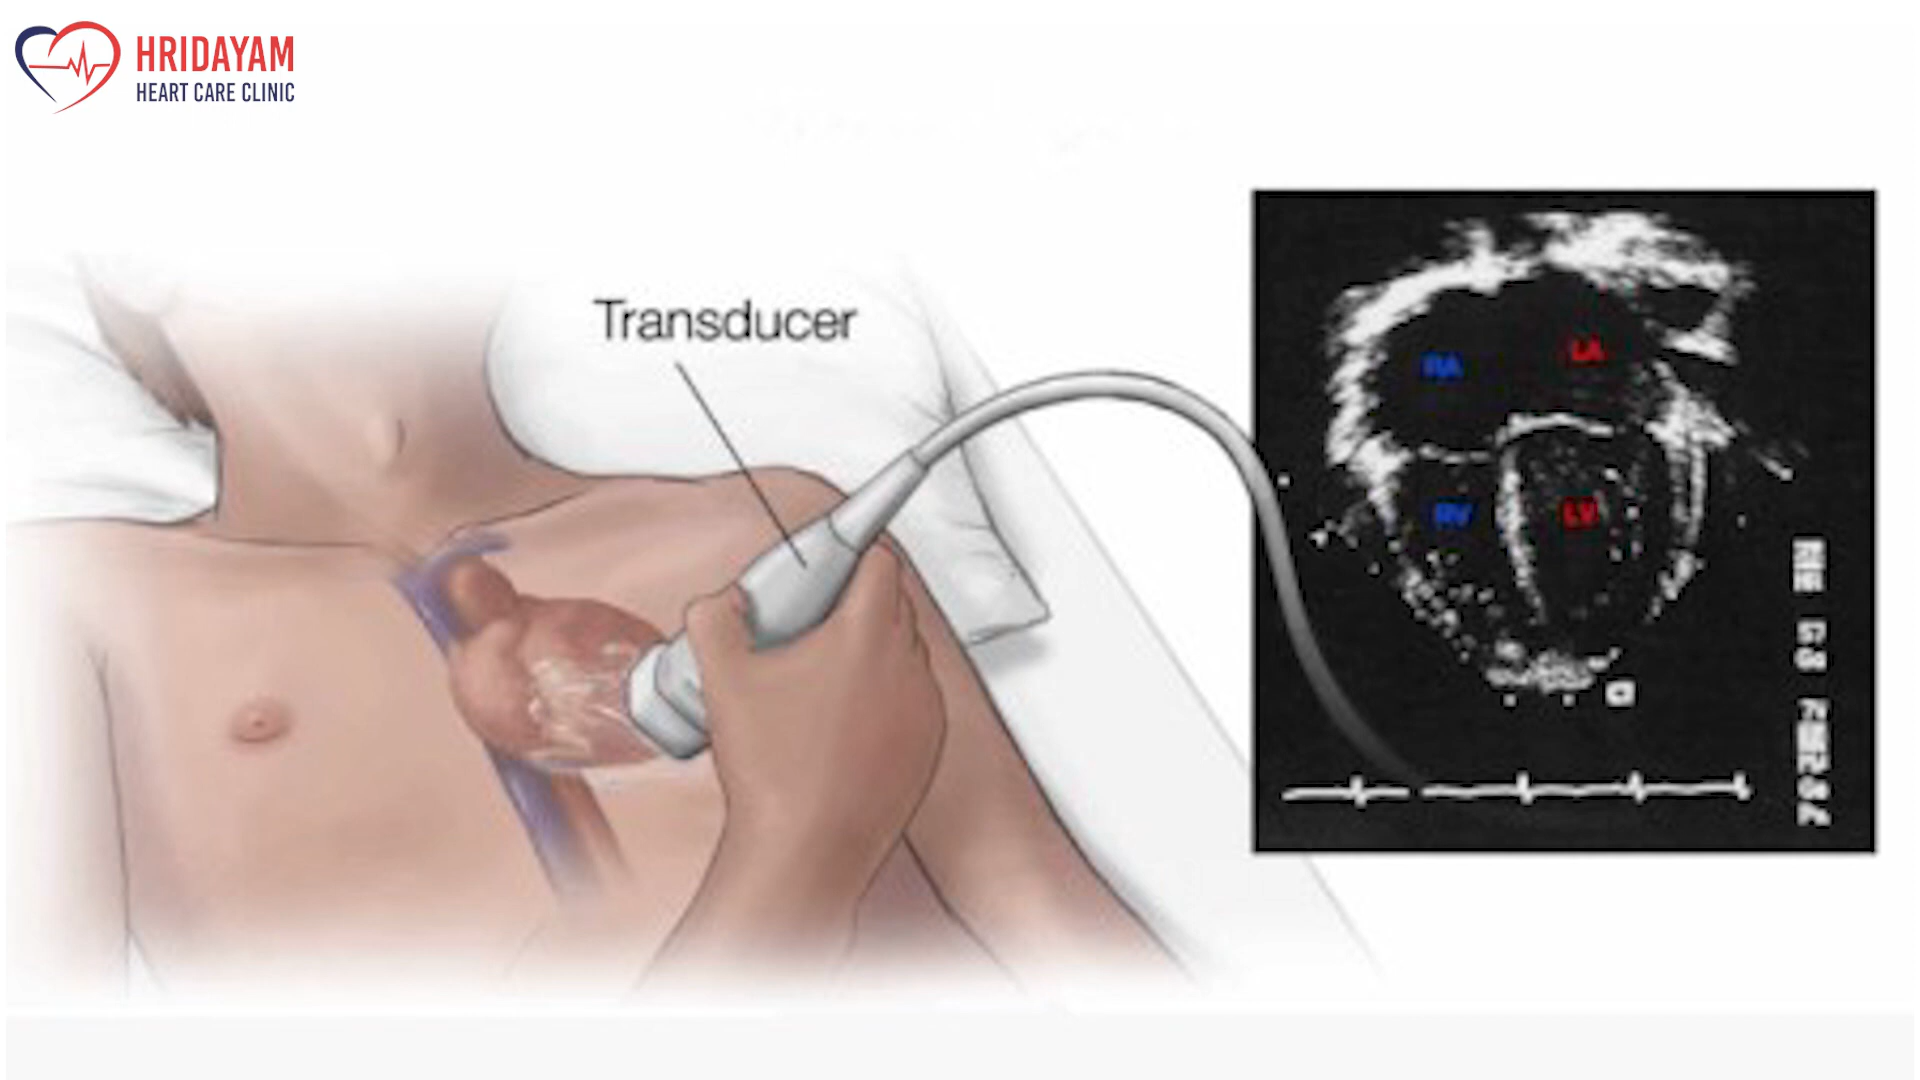 HRIDAYAM
HEART CARE CLINIC
Transducer
RA
LA
RV
LV